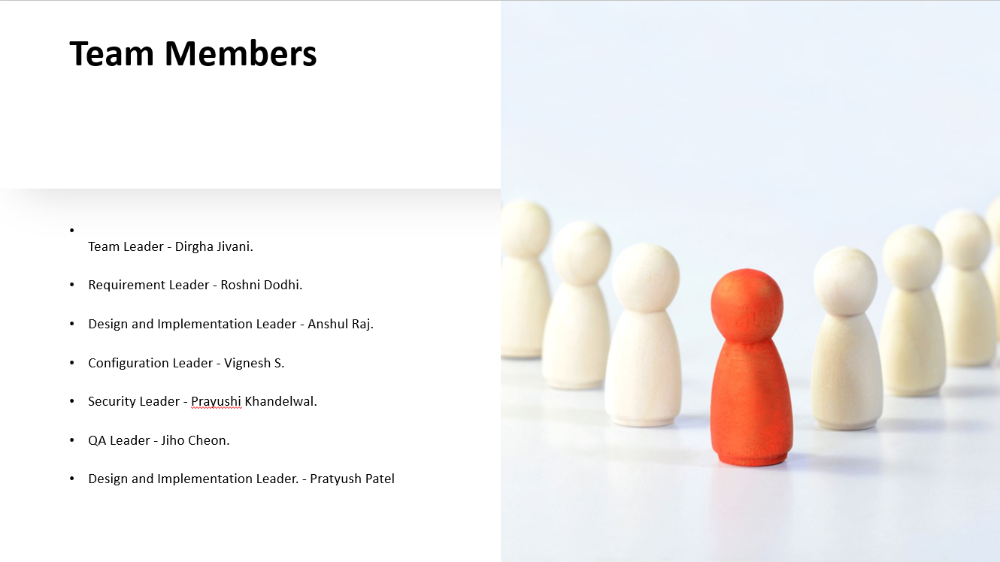 Team Members
•
Team Leader - Dirgha Jivani.
• Requirement Leader - Roshni Dodhi.
• Design and Implementation Leader - Anshul Raj.
• Configuration Leader - Vignesh S.
• Security Leader - Prayushi Khandelwal.
• QA Leader - Jiho Cheon.
• Design and Implementation Leader. - Pratyush Patel